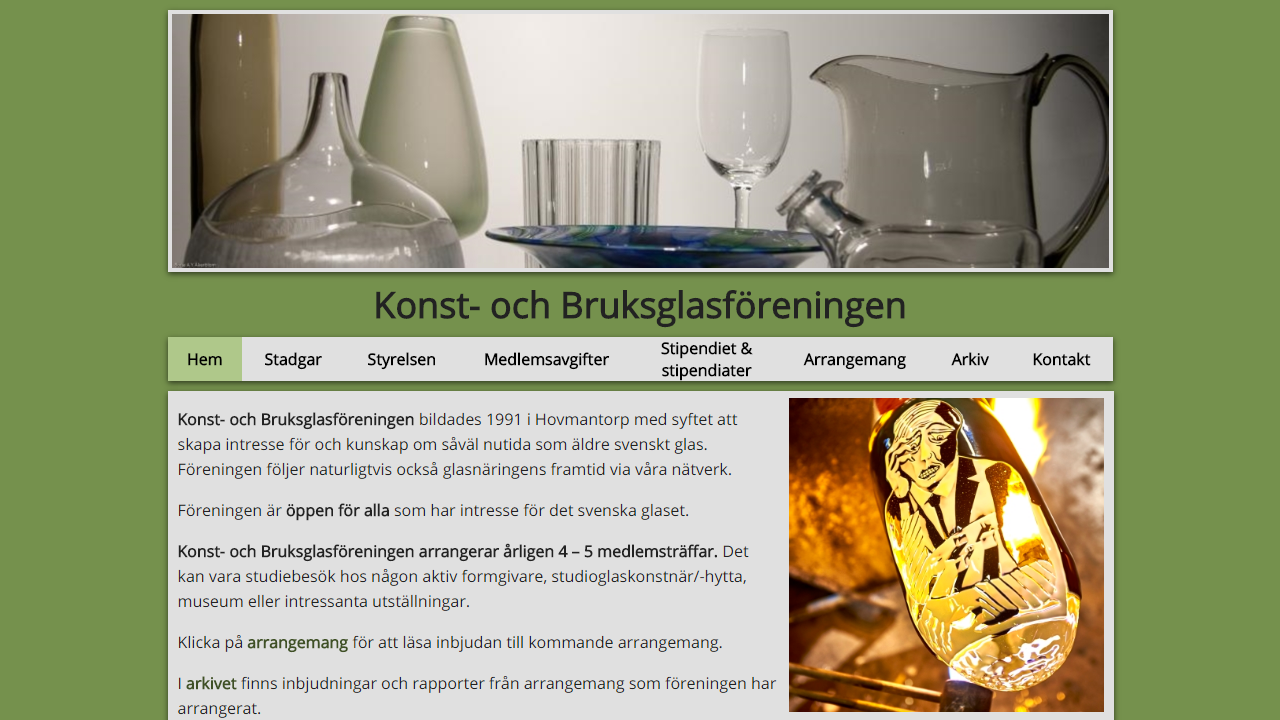 Konst- och Bruksglasföreningen
Hem
Stadgar
Styrelsen
Medlemsavgifter
Stipendiet &
stipendiater
Arrangemang
Arkiv
Kontakt
Konst- och Bruksglasföreningen bildades 1991 i Hovmantorp med syftet att
skapa intresse för och kunskap om såväl nutida som äldre svenskt glas.
Föreningen följer naturligtvis också glasnäringens framtid via våra nätverk.
Föreningen är öppen för alla som har intresse för det svenska glaset.
Konst- och Bruksglasföreningen arrangerar årligen 4 – 5 medlemsträffar. Det
kan vara studiebesök hos någon aktiv formgivare, studioglaskonstnär/-hytta,
museum eller intressanta utställningar.
Klicka på arrangemang för att läsa inbjudan till kommande arrangemang.
I arkivet finns inbjudningar och rapporter från arrangemang som föreningen har
arrangerat.